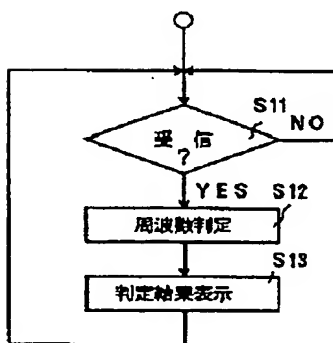 S11
受信
?
NO
YES
S12
周波数判定
S13
判定結果表示